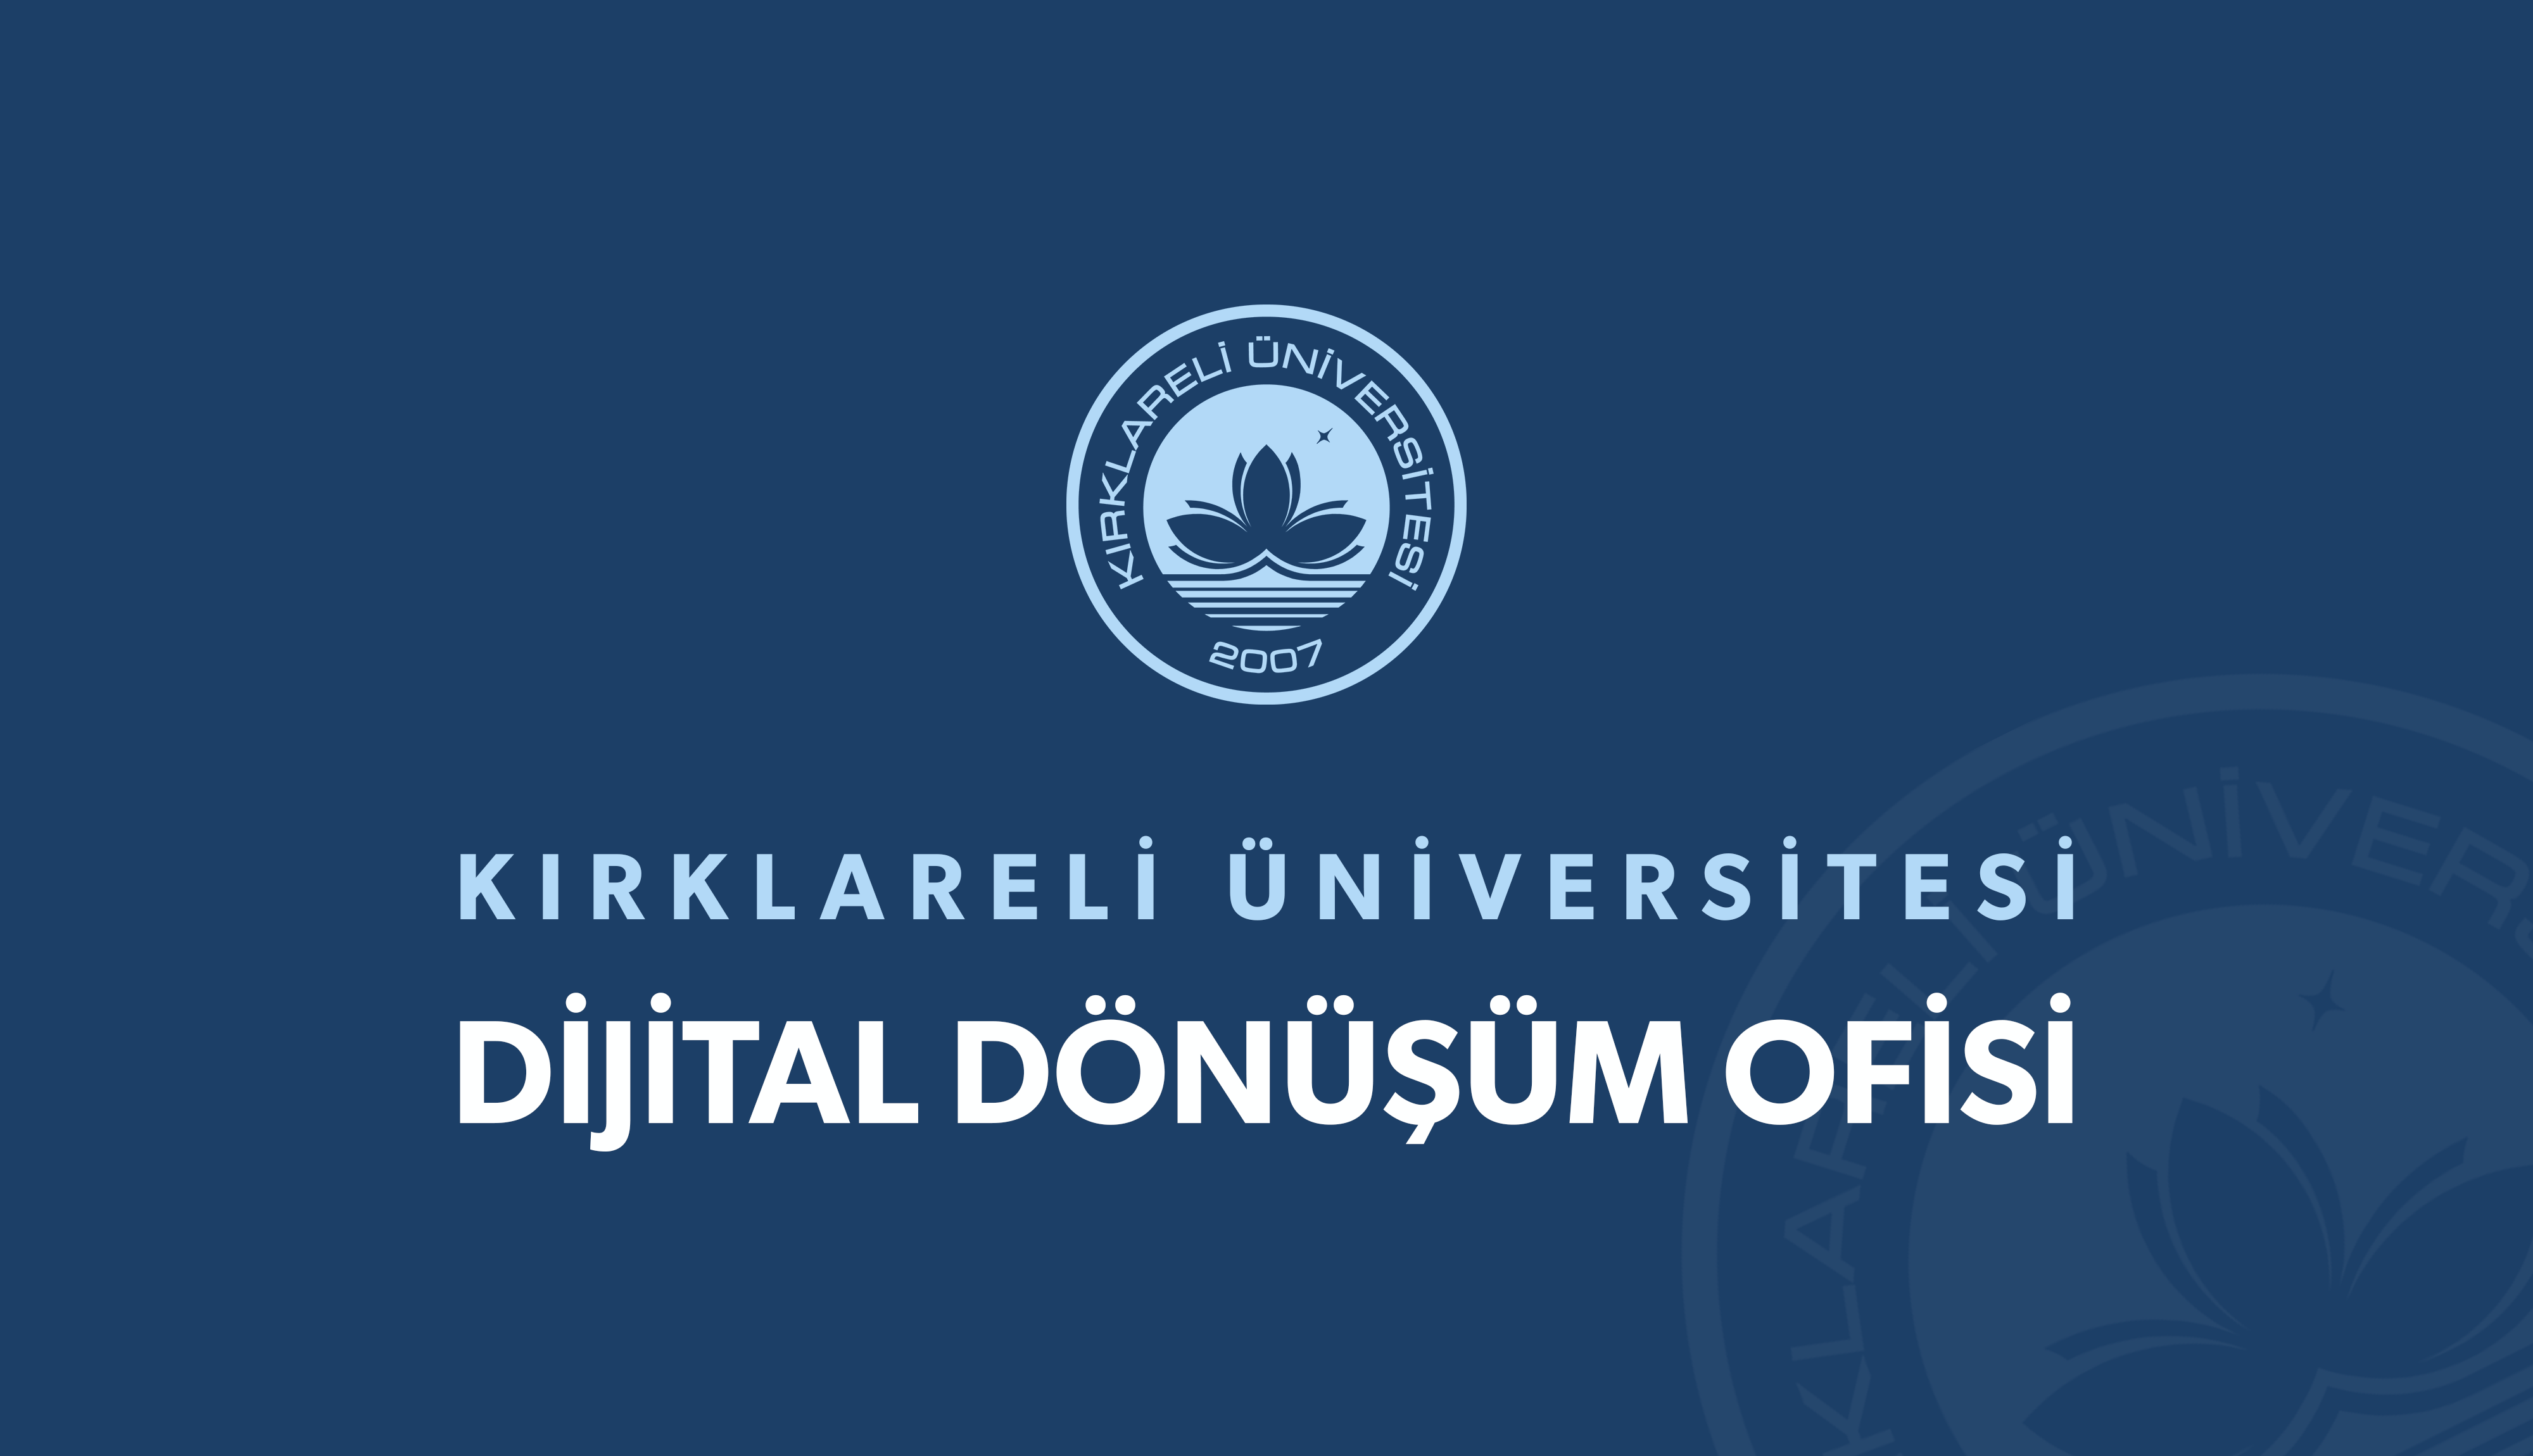 KIRKLARELİ ÜNİVERSİTESİ
2007
KIRKLARELİ ÜNİVERSİTESİ
DİJİTAL DÖNÜŞÜM OFİSİ